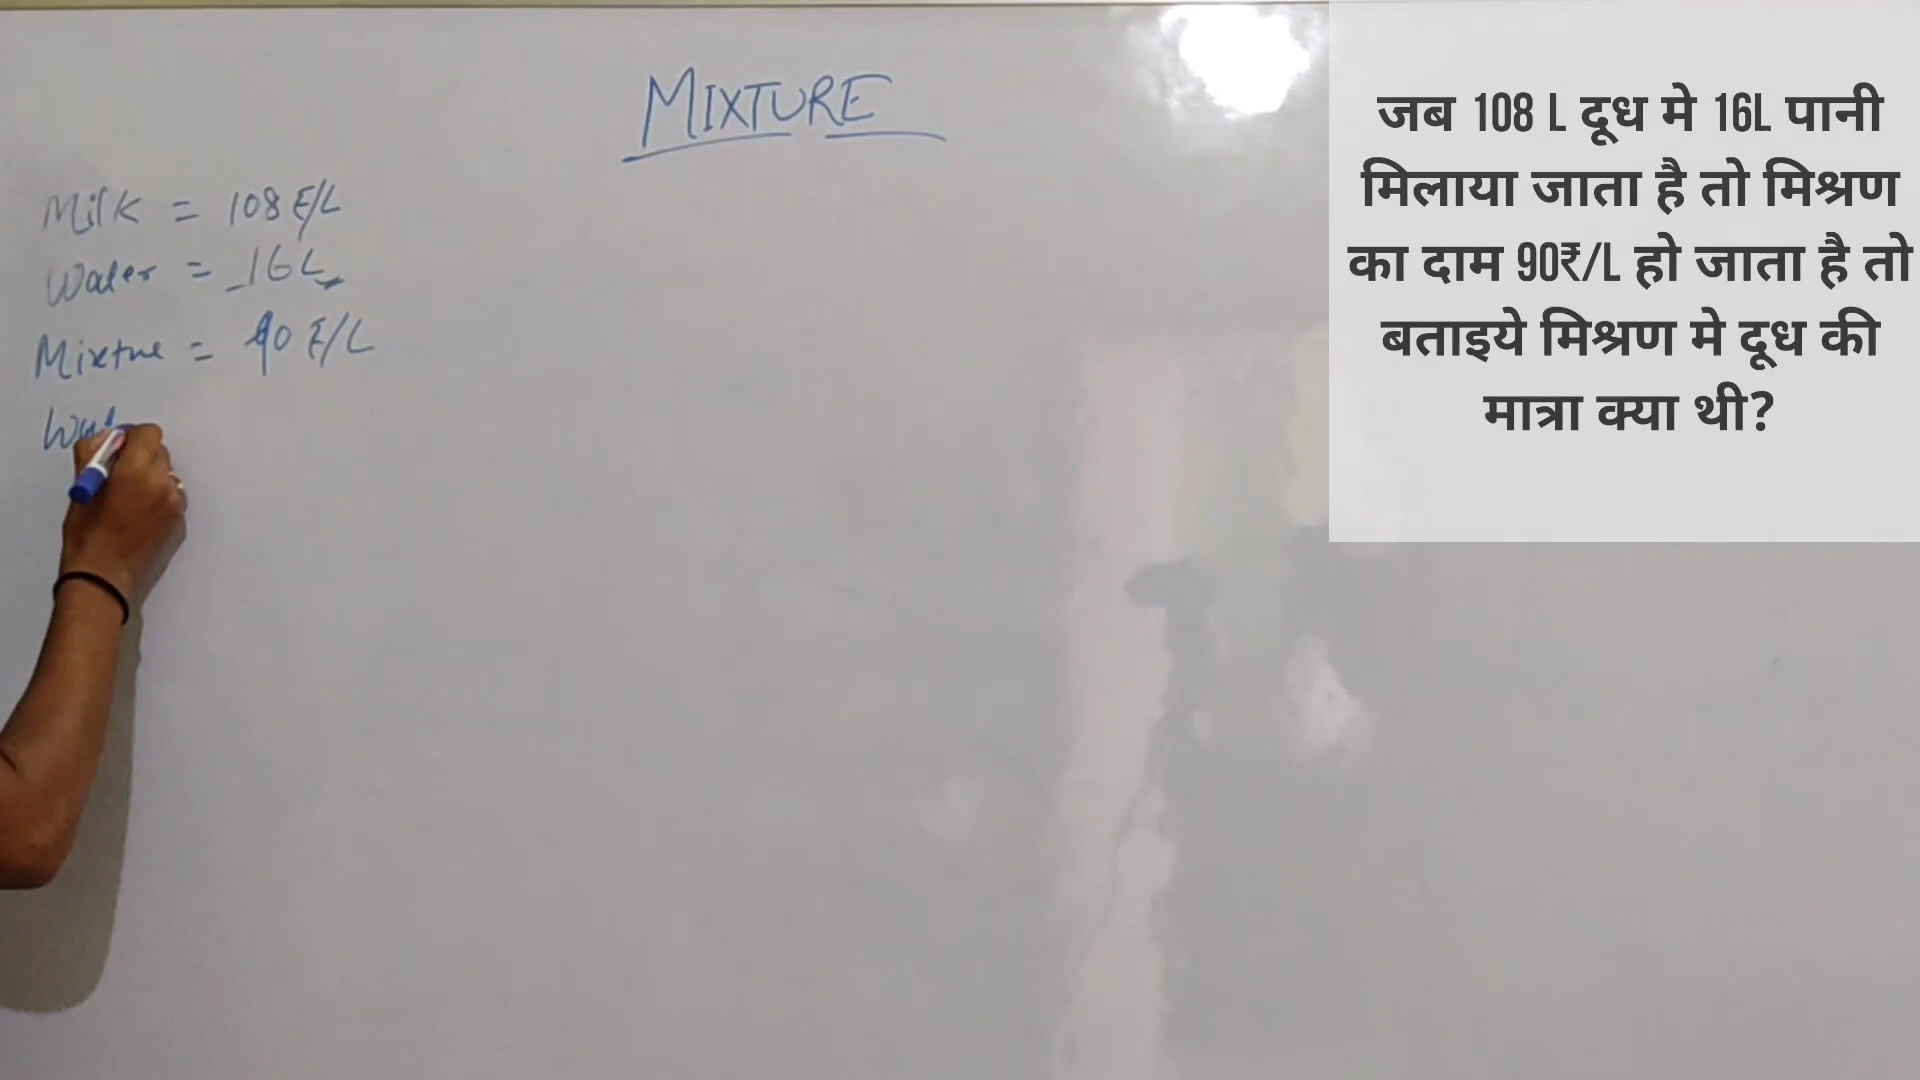 MIXTURE
Milk = 108 ₹/L
Water = 16L
Mixture = 90 ₹/L
जब 108 L दूध मे 16L पानी
मिलाया जाता है तो मिश्रण
का दाम 90₹/L हो जाता है तो
बताइये मिश्रण मे दूध की
मात्रा क्या थी?